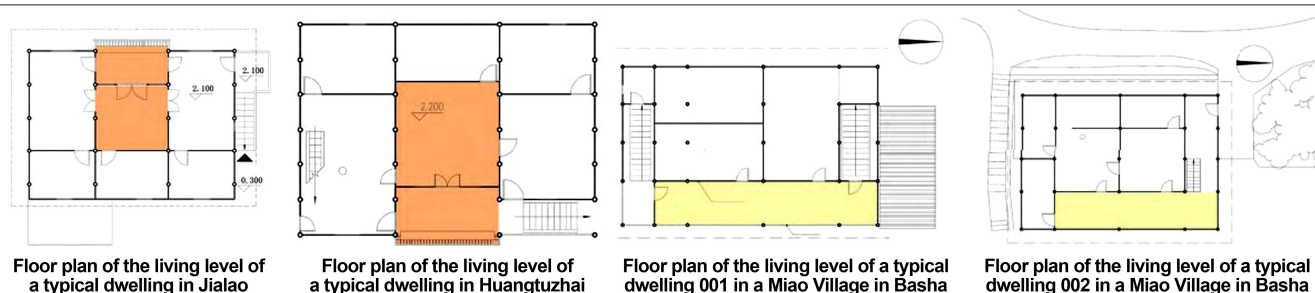 2.100
2.100
0.300
2.200
Floor plan of the living level of
a typical dwelling in Jialao
Floor plan of the living level of
a typical dwelling in Huangtuzhai
Floor plan of the living level of a typical
dwelling 001 in a Miao Village in Basha
Floor plan of the living level of a typical
dwelling 002 in a Miao Village in Basha